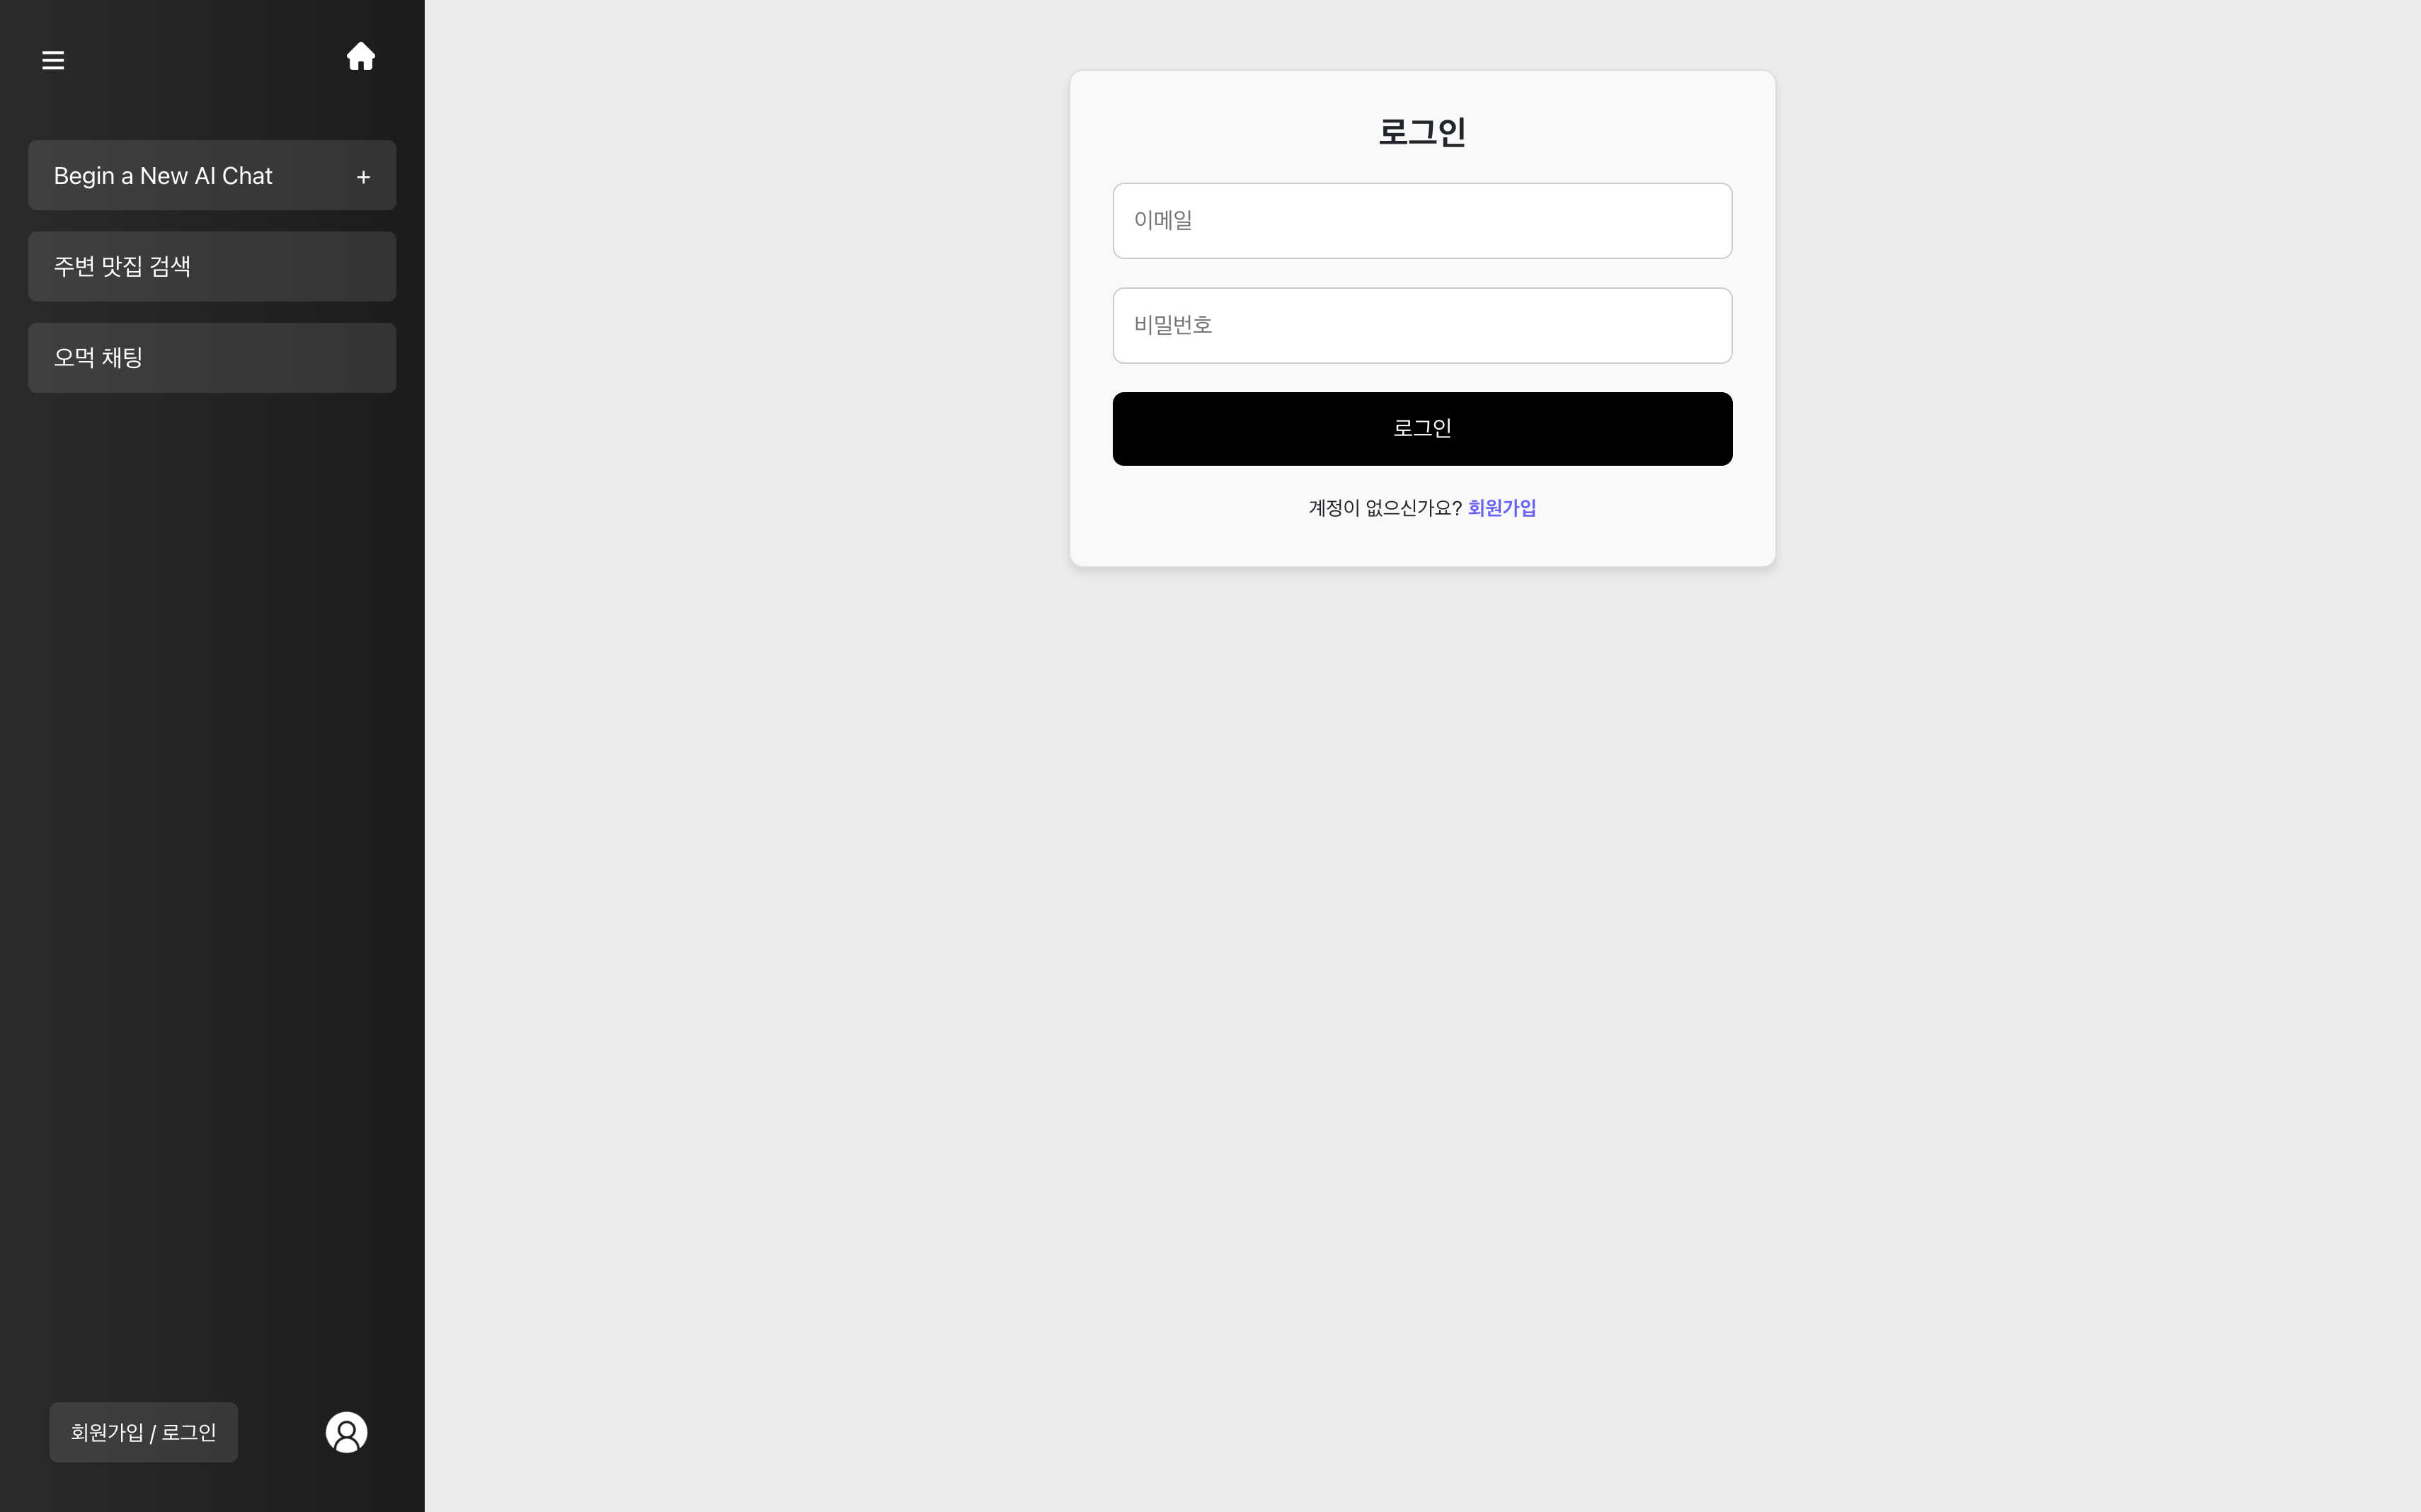 Begin a New AI Chat +
주변 맛집 검색
오먹 채팅
회원가입 / 로그인
로그인
이메일
비밀번호
로그인
계정이 없으신가요? 회원가입